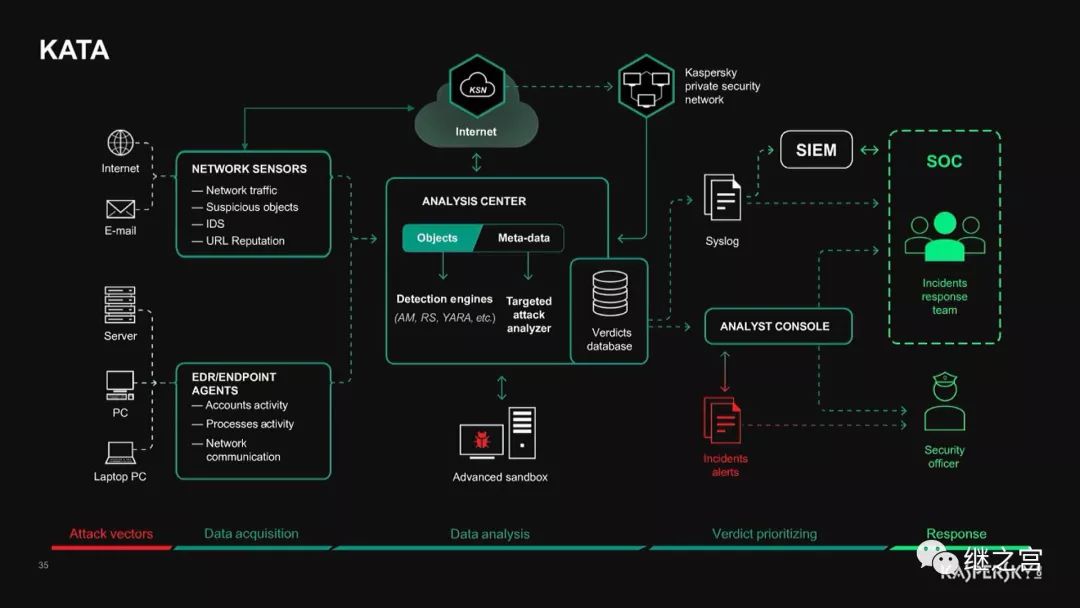 KATA
KSN
Internet
Kaspersky
private security
network
Internet
E-mail
NETWORK SENSORS
— Network traffic
— Suspicious objects
— IDS
— URL Reputation
ANALYSIS CENTER
Objects
Meta-data
Detection engines
(AM, RS, YARA, etc.)
Targeted
attack
analyzer
Verdicts
database
Syslog
SIEM
SOC
Incidents
response
team
Server
PC
Laptop PC
EDR/ENDPOINT
AGENTS
— Accounts activity
— Processes activity
— Network
communication
Advanced sandbox
ANALYST CONSOLE
Incidents
alerts
Security
officer
Attack vectors
Data acquisition
Data analysis
Verdict prioritizing
Response
35
KASPERSKY
继之宫